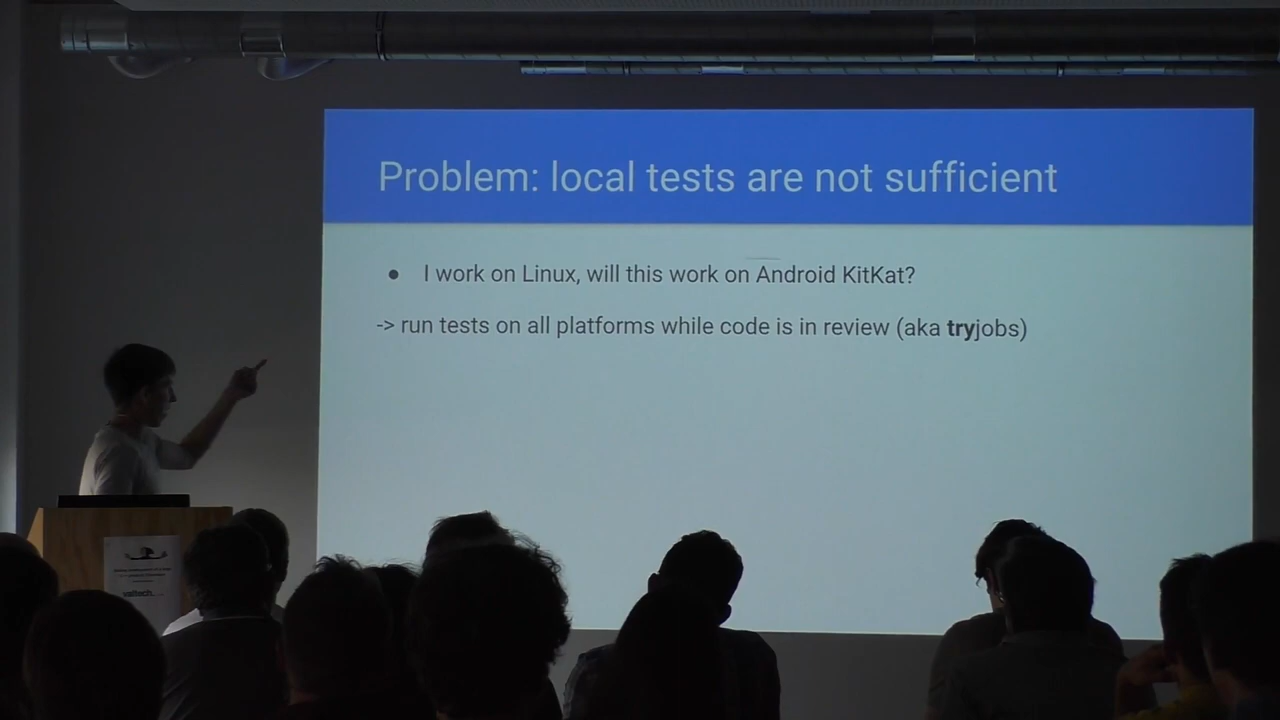 Problem: local tests are not sufficient
● I work on Linux, will this work on Android KitKat?
-> run tests on all platforms while code is in review (aka tryjobs)
valtech.